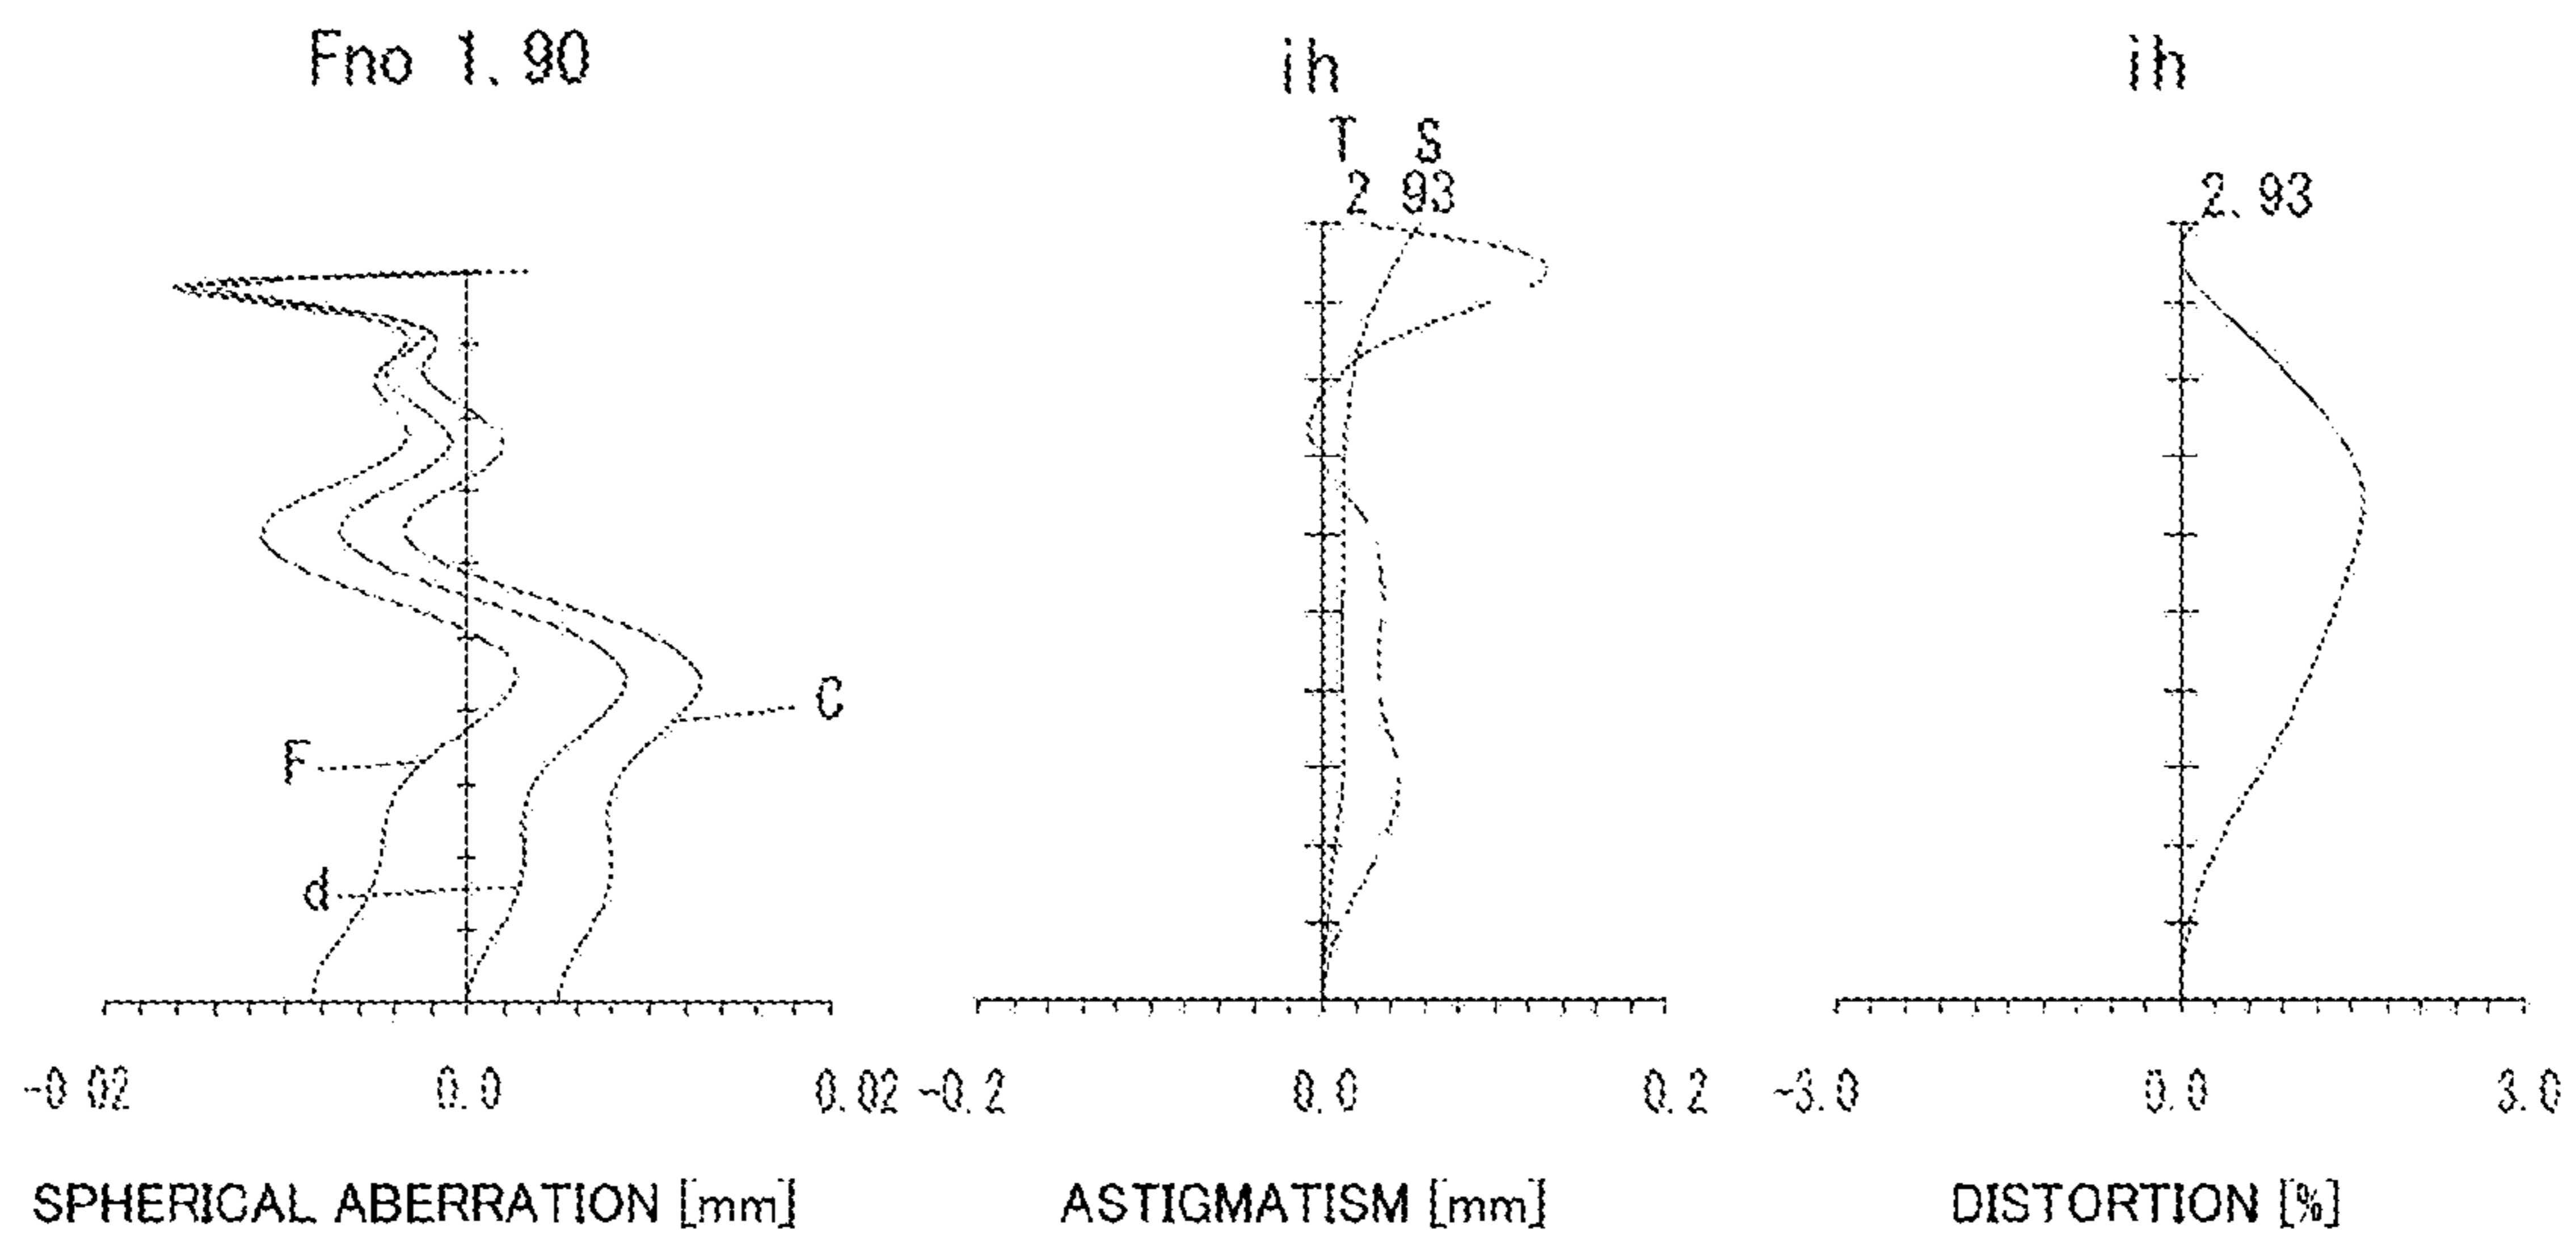 Fno 1.90
ih
ih
T S
2.93
2.93
C
F
d
-0.02 0.0 0.02
-0.2 0.0 0.2
-3.0 0.0 3.0
SPHERICAL ABERRATION [mm]
ASTIGMATISM [mm]
DISTORTION [%]